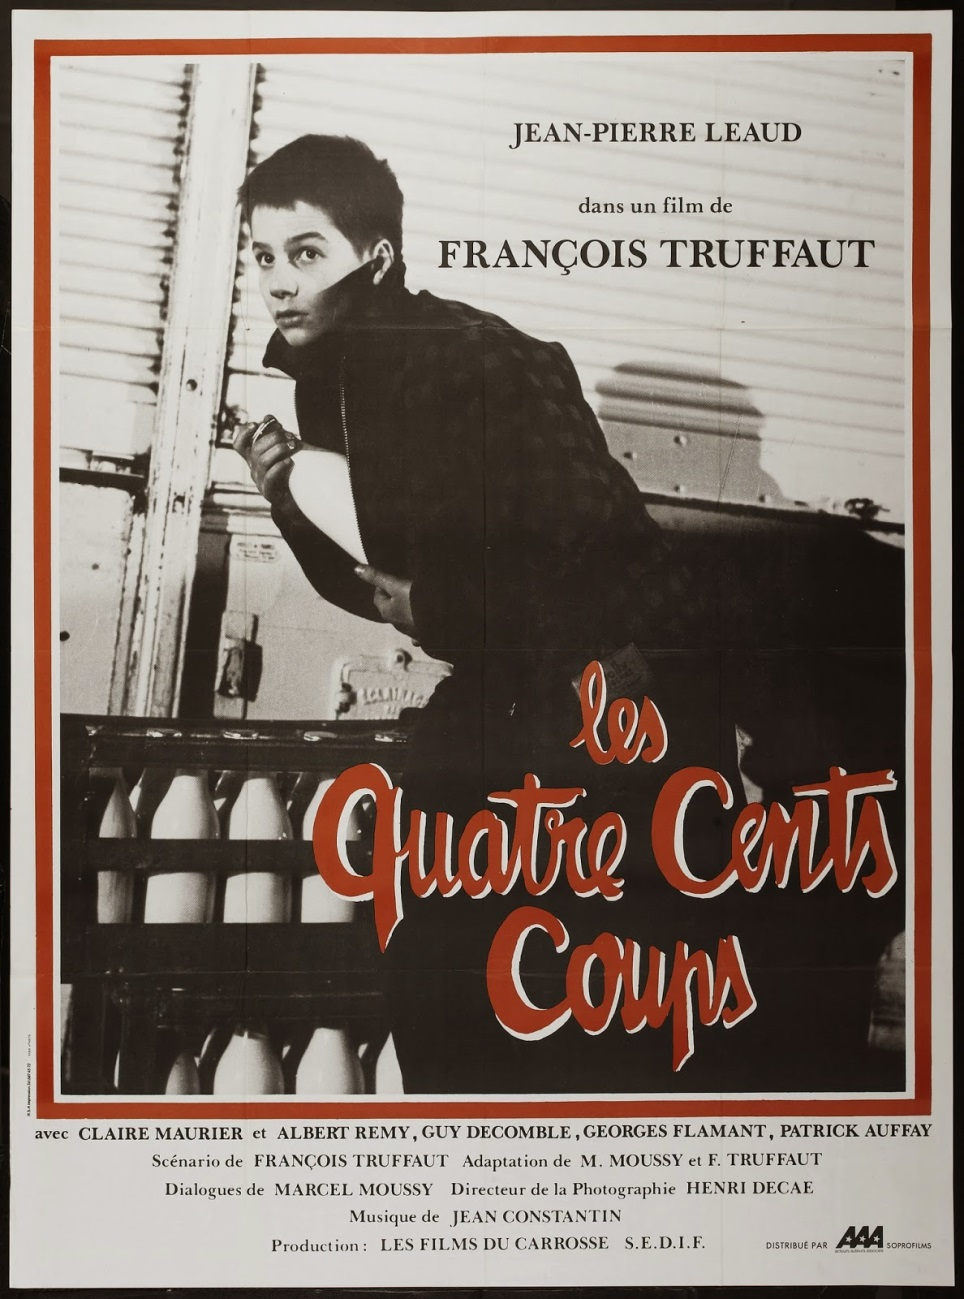 JEAN-PIERRE LEAUD
dans un film de
FRANÇOIS TRUFFAUT
ECLAIRAGE
les
Quatre Cents
Coups
avec CLAIRE MAURIER et ALBERT REMY, GUY DECOMBLE, GEORGES FLAMANT, PATRICK AUFFAY
Scénario de FRANÇOIS TRUFFAUT Adaptation de M. MOUSSY et F. TRUFFAUT
Dialogues de MARCEL MOUSSY Directeur de la Photographie HENRI DECAE
Musique de JEAN CONSTANTIN
Production: LES FILMS DU CARROSSE S.E.D.I.F.
DISTRIBUÉ PAR AAA SOPROFILMS